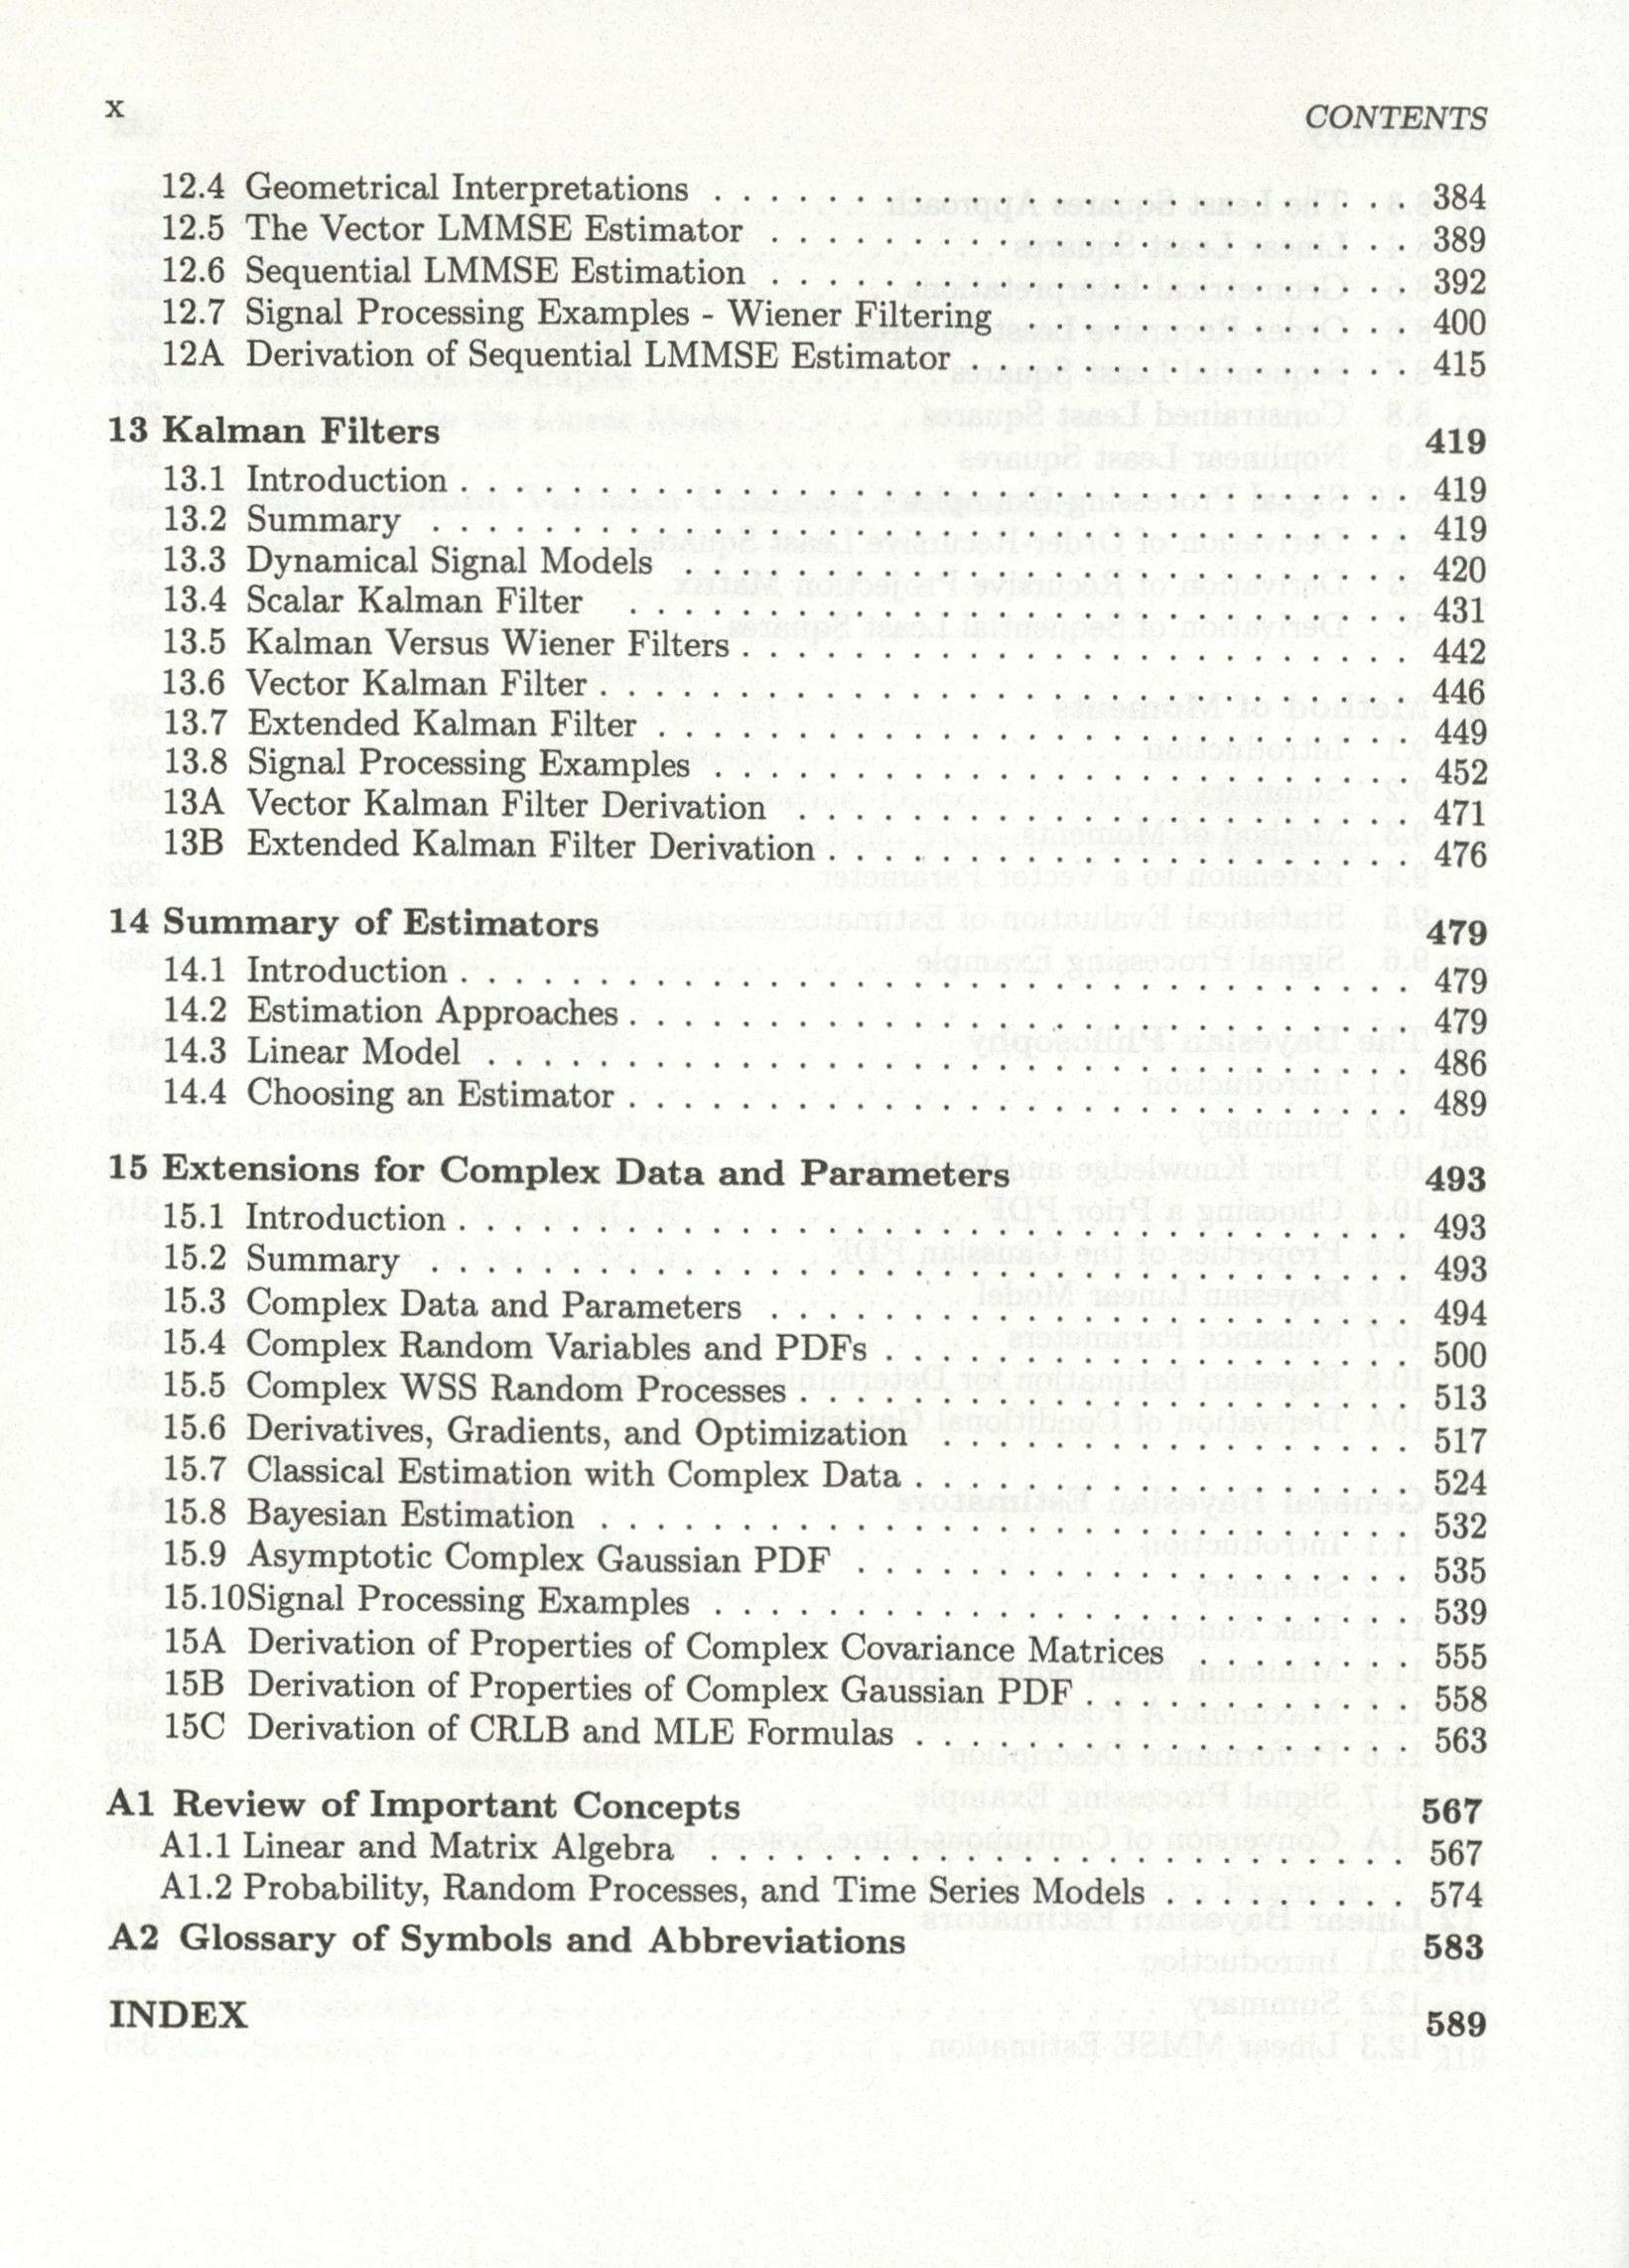 x CONTENTS
12.4 Geometrical Interpretations . . . . . . . . . . . . . . . . . . . . . . . . . 384
12.5 The Vector LMMSE Estimator . . . . . . . . . . . . . . . . . . . . . . . 389
12.6 Sequential LMMSE Estimation . . . . . . . . . . . . . . . . . . . . . . . 392
12.7 Signal Processing Examples - Wiener Filtering . . . . . . . . . . . . . . 400
12A Derivation of Sequential LMMSE Estimator . . . . . . . . . . . . . . . . 415
13 Kalman Filters 419
13.1 Introduction . . . . . . . . . . . . . . . . . . . . . . . . . . . . . . . . . . 419
13.2 Summary . . . . . . . . . . . . . . . . . . . . . . . . . . . . . . . . . . . 419
13.3 Dynamical Signal Models . . . . . . . . . . . . . . . . . . . . . . . . . . 420
13.4 Scalar Kalman Filter . . . . . . . . . . . . . . . . . . . . . . . . . . . . 431
13.5 Kalman Versus Wiener Filters . . . . . . . . . . . . . . . . . . . . . . . . 442
13.6 Vector Kalman Filter . . . . . . . . . . . . . . . . . . . . . . . . . . . . . 446
13.7 Extended Kalman Filter . . . . . . . . . . . . . . . . . . . . . . . . . . . 449
13.8 Signal Processing Examples . . . . . . . . . . . . . . . . . . . . . . . . . 452
13A Vector Kalman Filter Derivation . . . . . . . . . . . . . . . . . . . . . . 471
13B Extended Kalman Filter Derivation . . . . . . . . . . . . . . . . . . . . . 476
14 Summary of Estimators 479
14.1 Introduction . . . . . . . . . . . . . . . . . . . . . . . . . . . . . . . . . . 479
14.2 Estimation Approaches . . . . . . . . . . . . . . . . . . . . . . . . . . . . 479
14.3 Linear Model . . . . . . . . . . . . . . . . . . . . . . . . . . . . . . . . . 486
14.4 Choosing an Estimator . . . . . . . . . . . . . . . . . . . . . . . . . . . . 489
15 Extensions for Complex Data and Parameters 493
15.1 Introduction . . . . . . . . . . . . . . . . . . . . . . . . . . . . . . . . . . 493
15.2 Summary . . . . . . . . . . . . . . . . . . . . . . . . . . . . . . . . . . . 493
15.3 Complex Data and Parameters . . . . . . . . . . . . . . . . . . . . . . . 494
15.4 Complex Random Variables and PDFs . . . . . . . . . . . . . . . . . . . 500
15.5 Complex WSS Random Processes . . . . . . . . . . . . . . . . . . . . . . 513
15.6 Derivatives, Gradients, and Optimization . . . . . . . . . . . . . . . . . 517
15.7 Classical Estimation with Complex Data . . . . . . . . . . . . . . . . . . 524
15.8 Bayesian Estimation . . . . . . . . . . . . . . . . . . . . . . . . . . . . . 532
15.9 Asymptotic Complex Gaussian PDF . . . . . . . . . . . . . . . . . . . . 535
15.10Signal Processing Examples . . . . . . . . . . . . . . . . . . . . . . . . . 539
15A Derivation of Properties of Complex Covariance Matrices . . . . . . . . 555
15B Derivation of Properties of Complex Gaussian PDF . . . . . . . . . . . . 558
15C Derivation of CRLB and MLE Formulas . . . . . . . . . . . . . . . . . . 563
A1 Review of Important Concepts 567
A1.1 Linear and Matrix Algebra . . . . . . . . . . . . . . . . . . . . . . . . . 567
A1.2 Probability, Random Processes, and Time Series Models . . . . . . . . . 574
A2 Glossary of Symbols and Abbreviations 583
INDEX 589